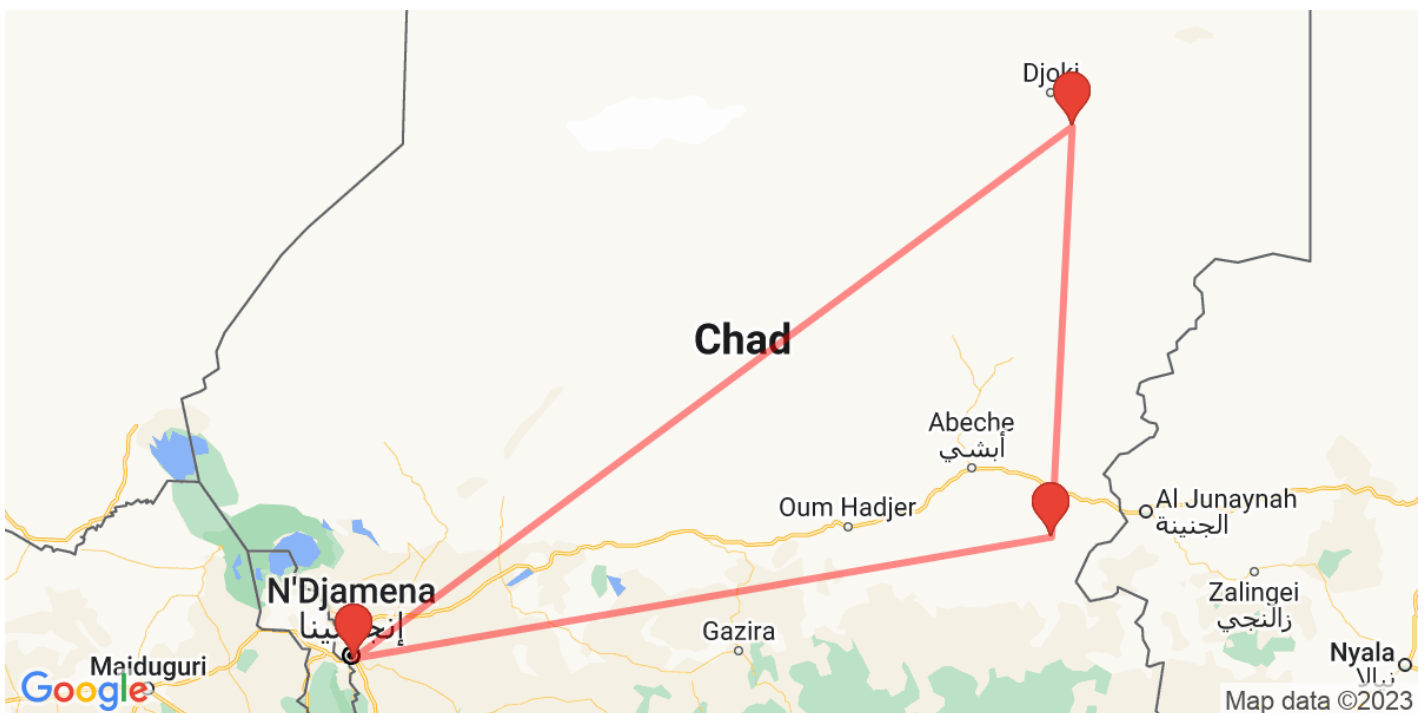 Djoki
Chad
Abeche
أبشي
Oum Hadjer
Al Junaynah
الجنينة
N'Djamena
Zalingei
زالنجي
Gazira
Maiduguri
Nyala
نيالا
Google
Map data ©2023